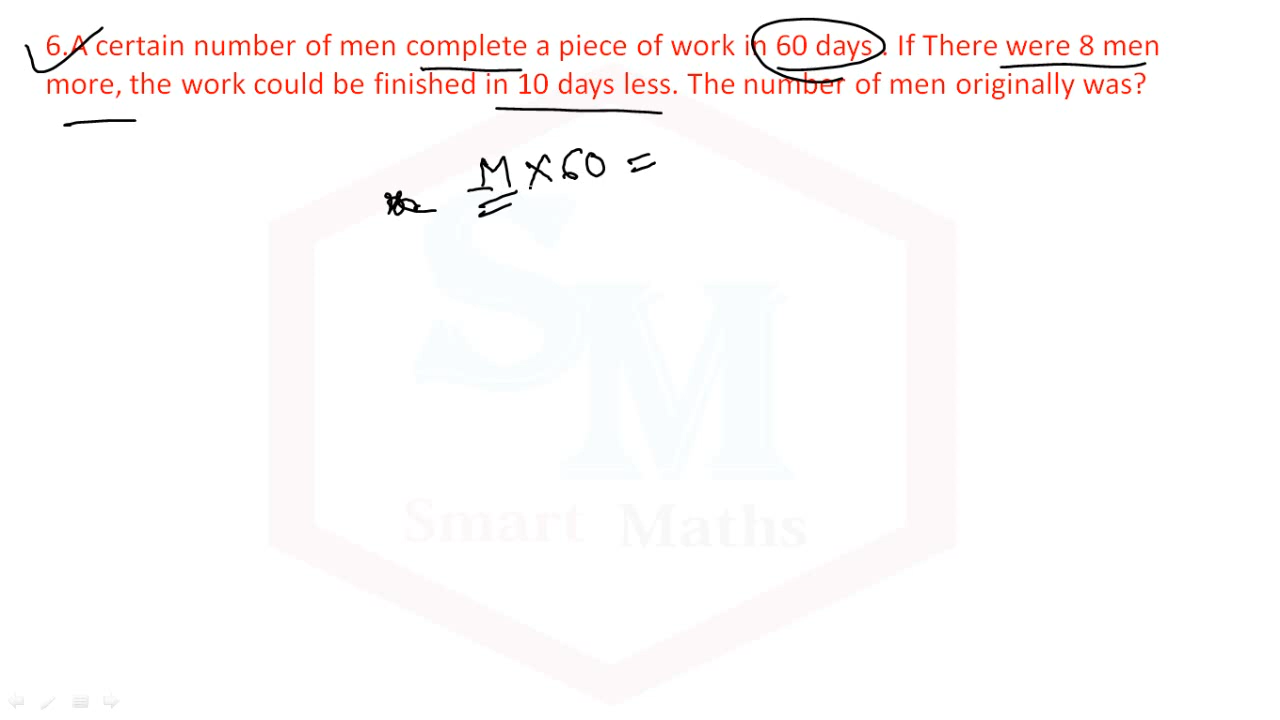 6.A certain number of men complete a piece of work in 60 days . If There were 8 men
more, the work could be finished in 10 days less. The number of men originally was?
M × 60 =
SM
Smart Maths